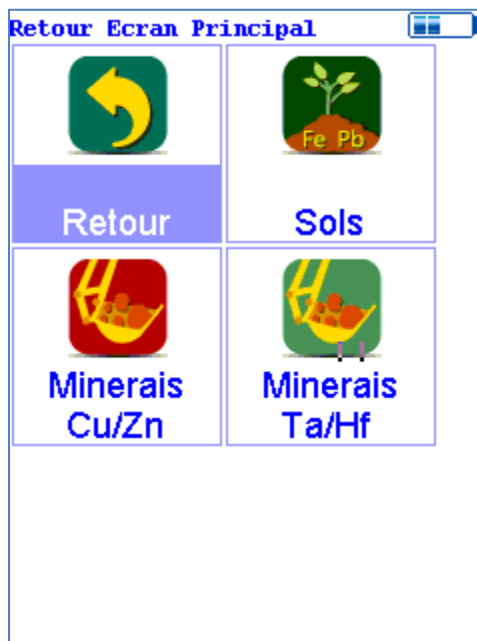 Retour Ecran Principal
Retour
Fe Pb
Sols
Minerais
Cu/Zn
Minerais
Ta/Hf